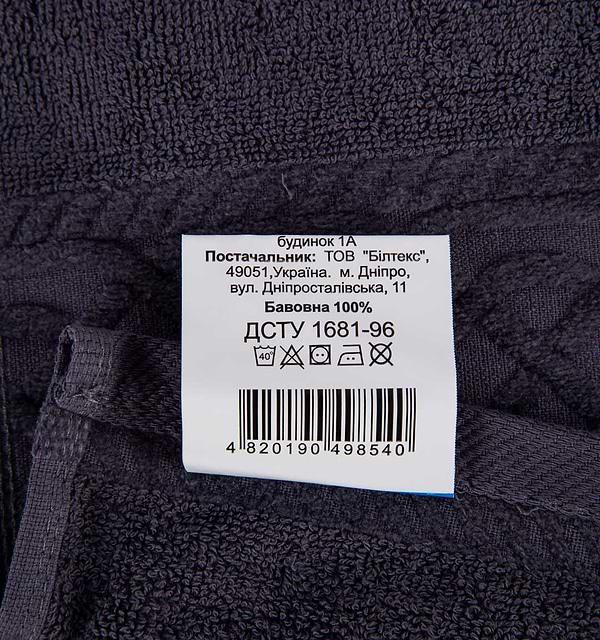 будинок 1А
Постачальник: ТОВ "Білтекс",
49051,Україна. м. Дніпро,
вул. Дніпросталівська, 11
Бавовна 100%
ДСТУ 1681-96
40°
4 820190 498540